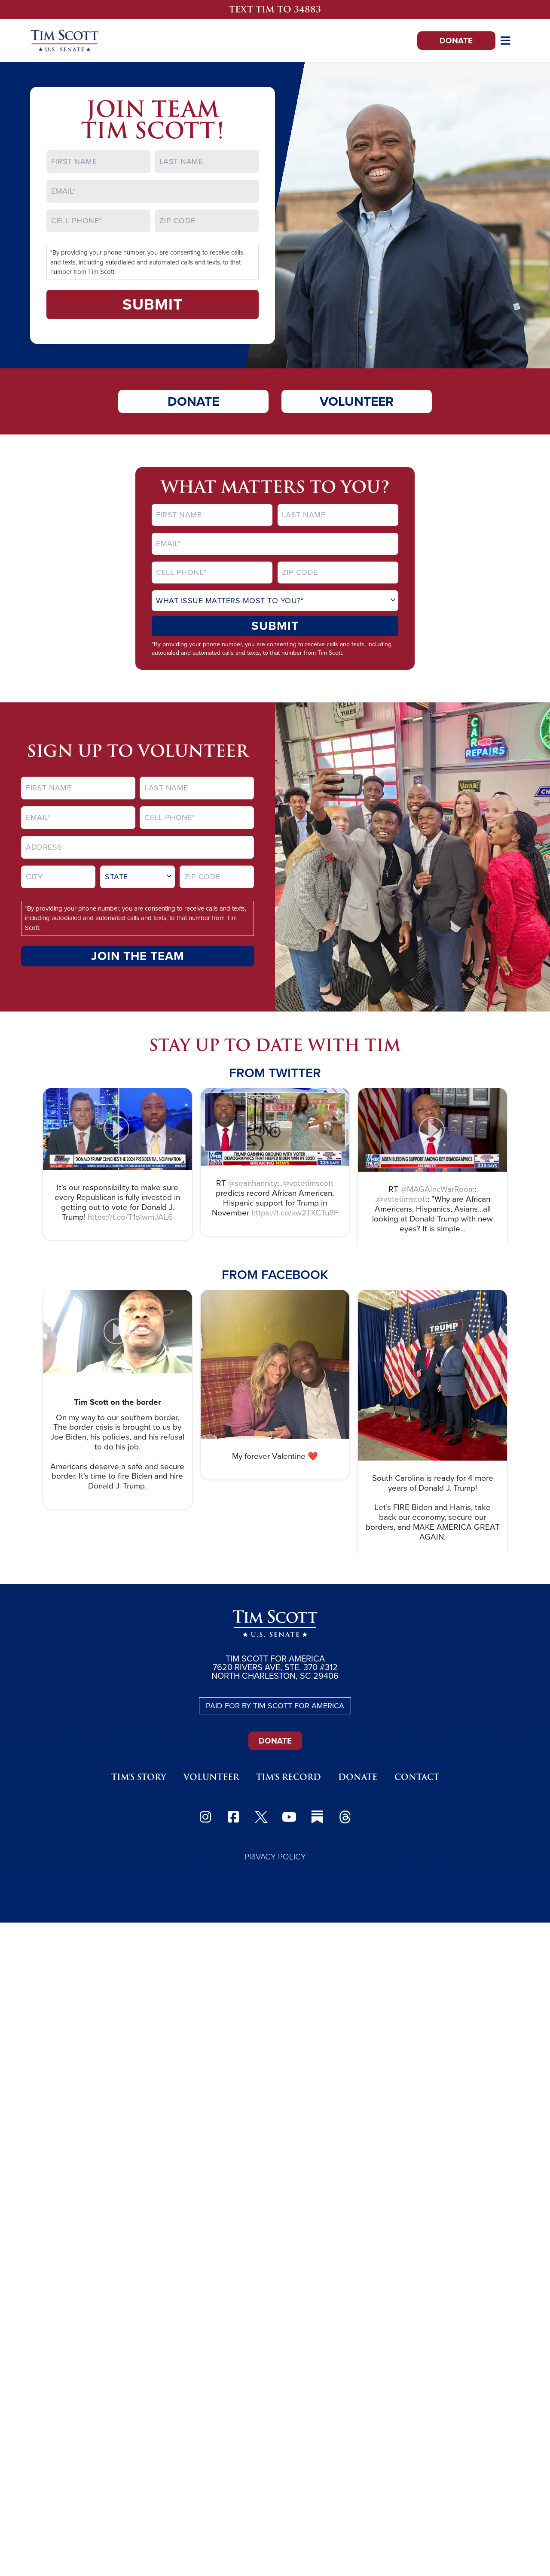 TEXT TIM TO 34883
TIM SCOTT
★ U.S. SENATE ★
DONATE
JOIN TEAM
TIM SCOTT!
FIRST NAME
LAST NAME
EMAIL*
CELL PHONE*
ZIP CODE
*By providing your phone number, you are consenting to receive calls
and texts, including autodialed and automated calls and texts, to that
number from Tim Scott.
SUBMIT
DONATE
VOLUNTEER
WHAT MATTERS TO YOU?
FIRST NAME
LAST NAME
EMAIL*
CELL PHONE*
ZIP CODE
WHAT ISSUE MATTERS MOST TO YOU?*
SUBMIT
*By providing your phone number, you are consenting to receive calls and texts, including
autodialed and automated calls and texts, to that number from Tim Scott.
SIGN UP TO VOLUNTEER
FIRST NAME
LAST NAME
EMAIL*
CELL PHONE*
ADDRESS
CITY
STATE
ZIP CODE
*By providing your phone number, you are consenting to receive calls and texts,
including autodialed and automated calls and texts, to that number from Tim
Scott.
JOIN THE TEAM
TIRES
CAR
REPAIRS
STAY UP TO DATE WITH TIM
FROM TWITTER
DONALD TRUMP CLINCHES THE 2024 PRESIDENTIAL NOMINATION
It's our responsibility to make sure
every Republican is fully invested in
getting out to vote for Donald J.
Trump! https://t.co/T1olwmJAL6
TRUMP GAINING GROUND WITH VOTER
DEMOGRAPHICS THAT HELPED BIDEN WIN IN 2020
BREAKING NEWS
RT @seanhannity: .@votetimscott
predicts record African American,
Hispanic support for Trump in
November https://t.co/xw2TKCTu8F
BIDEN BLEEDING SUPPORT AMONG KEY DEMOGRAPHICS
HANNITY
RT @MAGAIncWarRoom:
.@votetimscott: "Why are African
Americans, Hispanics, Asians…all
looking at Donald Trump with new
eyes? It is simple…
FROM FACEBOOK
Tim Scott on the border
On my way to our southern border.
The border crisis is brought to us by
Joe Biden, his policies, and his refusal
to do his job.
Americans deserve a safe and secure
border. It's time to fire Biden and hire
Donald J. Trump.
My forever Valentine ❤️
TRUMP
South Carolina is ready for 4 more
years of Donald J. Trump!
Let's FIRE Biden and Harris, take
back our economy, secure our
borders, and MAKE AMERICA GREAT
AGAIN.
TIM SCOTT
★ U.S. SENATE ★
TIM SCOTT FOR AMERICA
7620 RIVERS AVE, STE. 370 #312
NORTH CHARLESTON, SC 29406
PAID FOR BY TIM SCOTT FOR AMERICA
DONATE
TIM'S STORY
VOLUNTEER
TIM'S RECORD
DONATE
CONTACT
PRIVACY POLICY